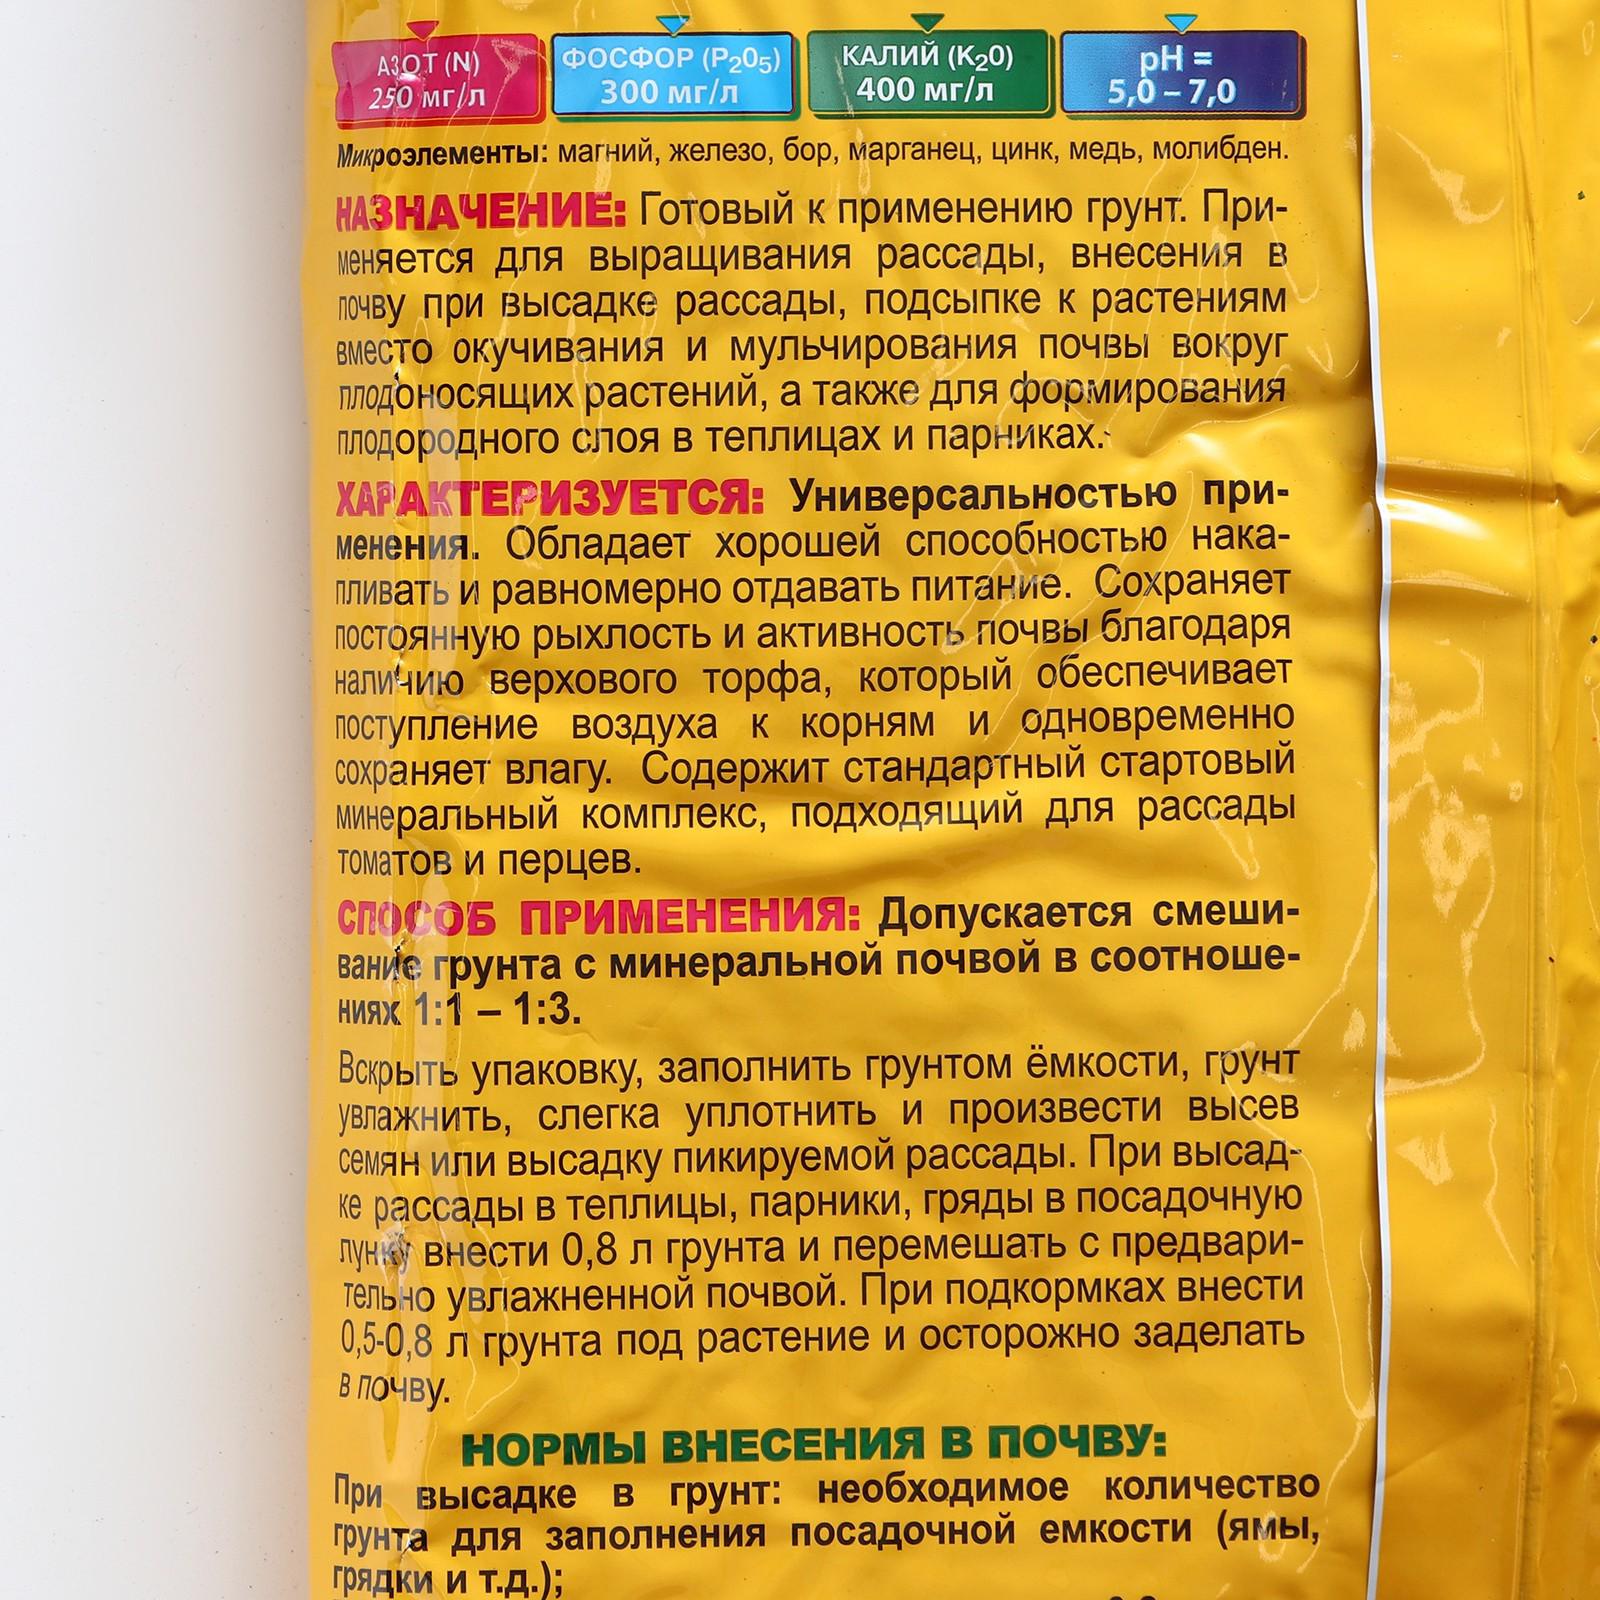 АЗОТ (N)
250 мг/л
ФОСФОР (P2O5)
300 мг/л
КАЛИЙ (K2O)
400 мг/л
pH =
5,0 – 7,0
Микроэлементы: магний, железо, бор, марганец, цинк, медь, молибден.
НАЗНАЧЕНИЕ: Готовый к применению грунт. При-
меняется для выращивания рассады, внесения в
почву при высадке рассады, подсыпке к растениям
вместо окучивания и мульчирования почвы вокруг
плодоносящих растений, а также для формирования
плодородного слоя в теплицах и парниках.
ХАРАКТЕРИЗУЕТСЯ: Универсальностью при-
менения. Обладает хорошей способностью нака-
пливать и равномерно отдавать питание. Сохраняет
постоянную рыхлость и активность почвы благодаря
наличию верхового торфа, который обеспечивает
поступление воздуха к корням и одновременно
сохраняет влагу. Содержит стандартный стартовый
минеральный комплекс, подходящий для рассады
томатов и перцев.
СПОСОБ ПРИМЕНЕНИЯ: Допускается смеши-
вание грунта с минеральной почвой в соотноше-
ниях 1:1 – 1:3.
Вскрыть упаковку, заполнить грунтом ёмкости, грунт
увлажнить, слегка уплотнить и произвести высев
семян или высадку пикируемой рассады. При высад-
ке рассады в теплицы, парники, гряды в посадочную
лунку внести 0,8 л грунта и перемешать с предвари-
тельно увлажненной почвой. При подкормках внести
0,5-0,8 л грунта под растение и осторожно заделать
в почву.
НОРМЫ ВНЕСЕНИЯ В ПОЧВУ:
При высадке в грунт: необходимое количество
грунта для заполнения посадочной емкости (ямы,
грядки и т.д.);